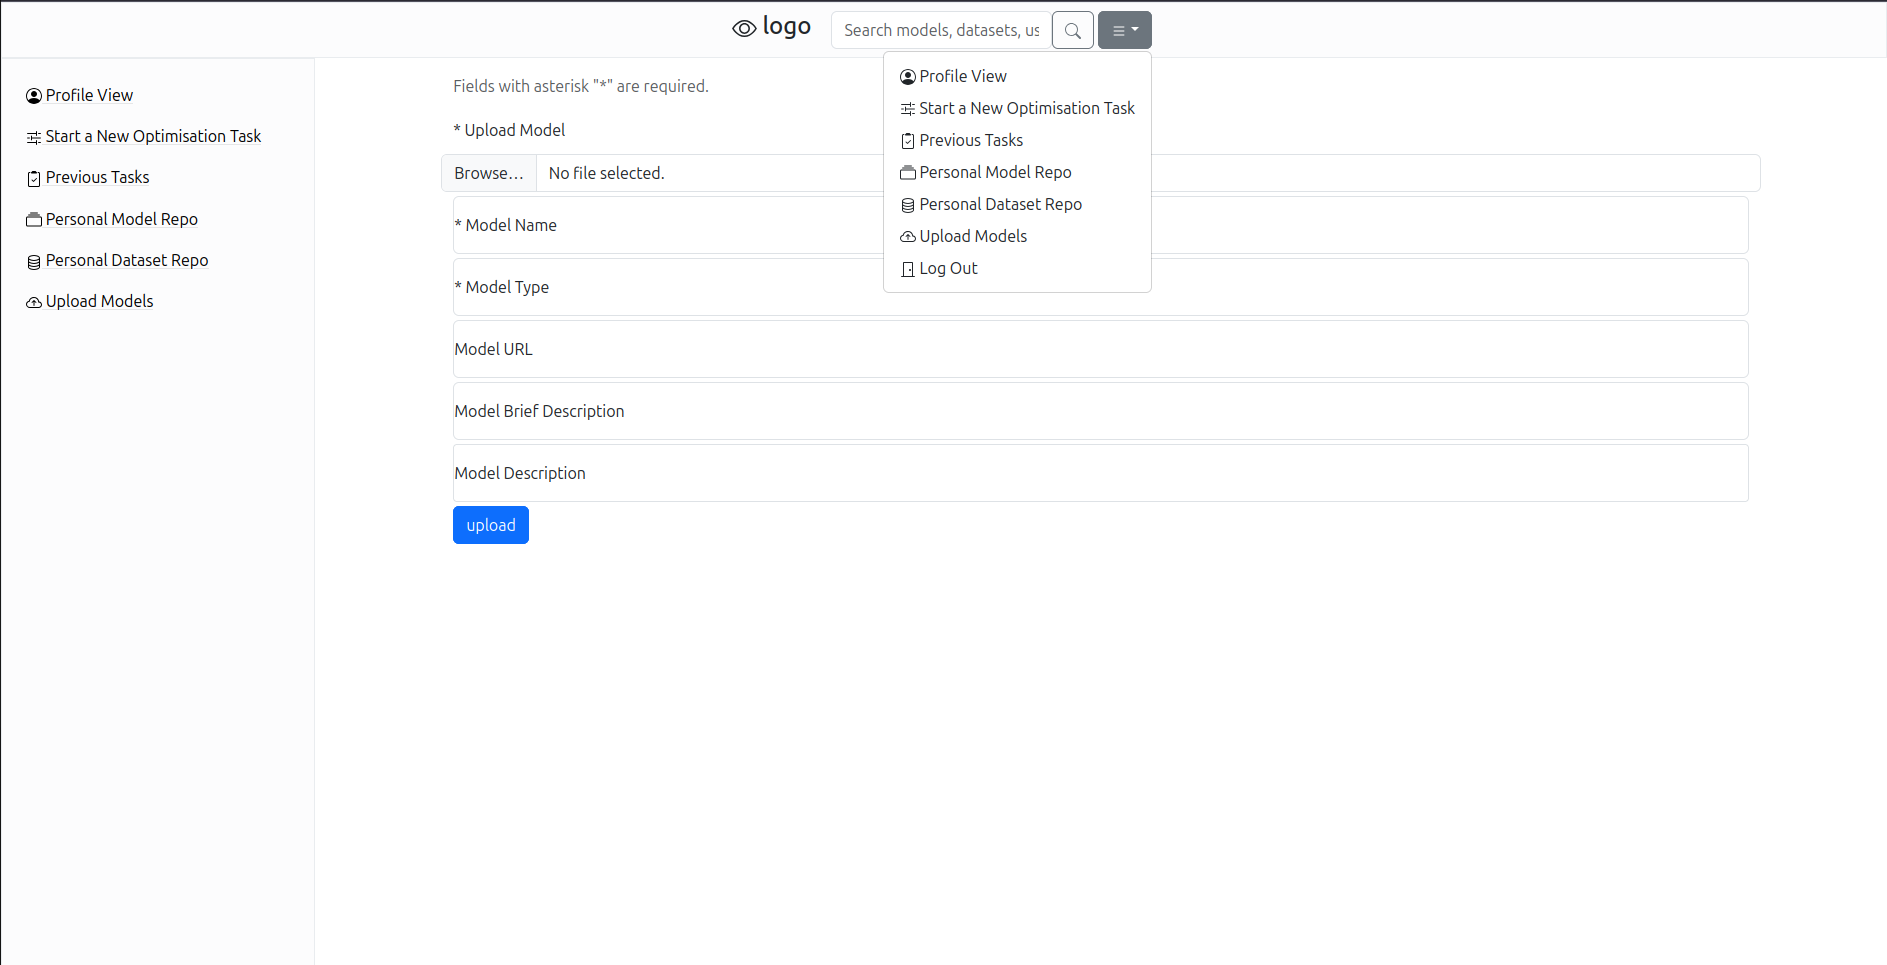 logo
Search models, datasets, us
Profile View
Start a New Optimisation Task
Previous Tasks
Personal Model Repo
Personal Dataset Repo
Upload Models
Profile View
Start a New Optimisation Task
Previous Tasks
Personal Model Repo
Personal Dataset Repo
Upload Models
Log Out
Fields with asterisk "*" are required.
* Upload Model
Browse... No file selected.
* Model Name
* Model Type
Model URL
Model Brief Description
Model Description
upload